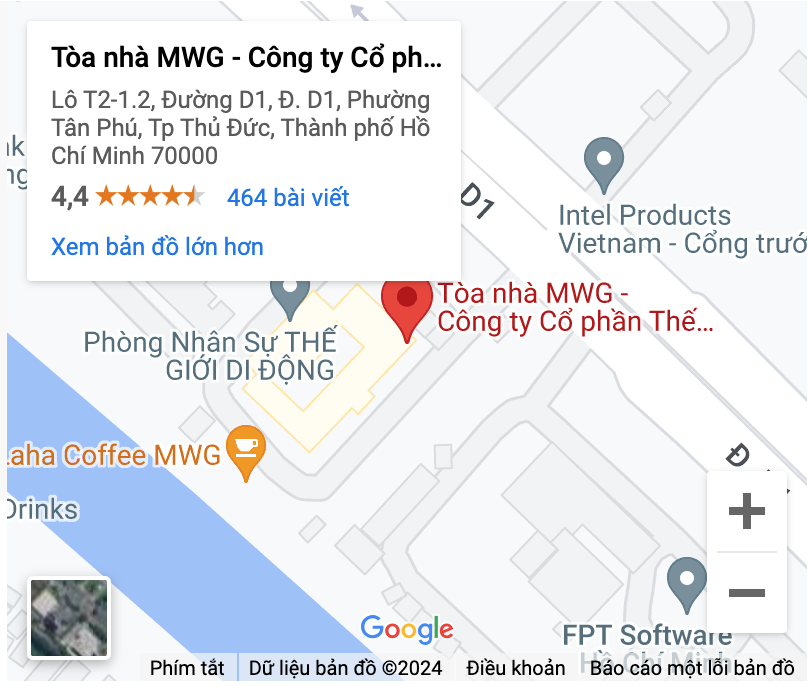 Tòa nhà MWG - Công ty Cổ ph...
Lô T2-1.2, Đường D1, Đ. D1, Phường
Tân Phú, Tp Thủ Đức, Thành phố Hồ
Chí Minh 70000
4,4
464 bài viết
Xem bản đồ lớn hơn
D1
Intel Products
Vietnam - Cổng trướ
Tòa nhà MWG -
Công ty Cổ phần Thế...
Phòng Nhân Sự THẾ
GIỚI DI ĐỘNG
Laha Coffee MWG
Drinks
Đ
FPT Software
Hồ Chí Minh
Google
Phím tắt
Dữ liệu bản đồ ©2024
Điều khoản
Báo cáo một lỗi bản đồ